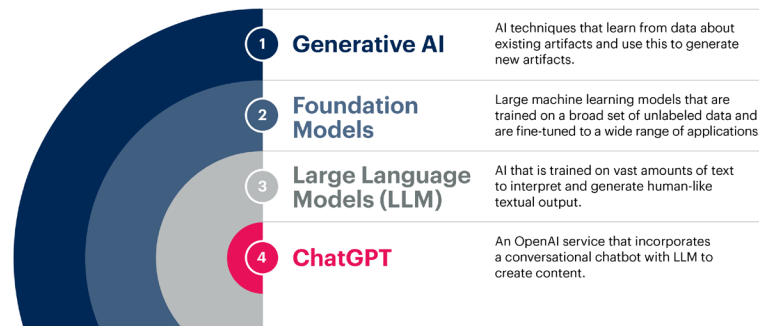 1
Generative AI
AI techniques that learn from data about
existing artifacts and use this to generate
new artifacts.
2
Foundation
Models
Large machine learning models that are
trained on a broad set of unlabeled data and
are fine-tuned to a wide range of applications
3
Large Language
Models (LLM)
AI that is trained on vast amounts of text
to interpret and generate human-like
textual output.
4
ChatGPT
An OpenAI service that incorporates
a conversational chatbot with LLM to
create content.